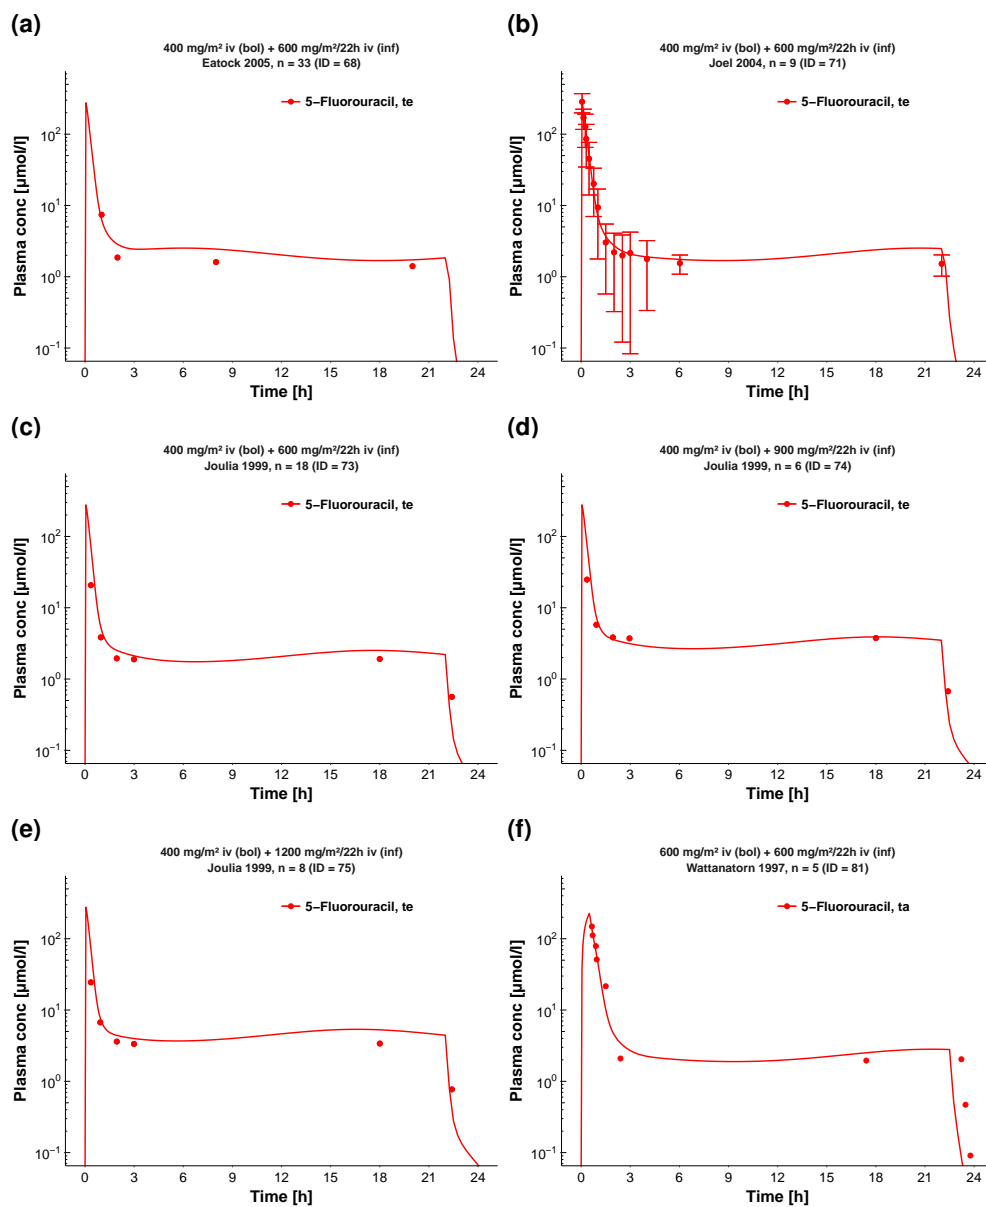 (a)
400 mg/m² iv (bol) + 600 mg/m²/22h iv (inf)
Eatock 2005, n = 33 (ID = 68)
5−Fluorouracil, te
Plasma conc [µmol/l]
10²
10¹
10⁰
10⁻¹
0 3 6 9 12 15 18 21 24
Time [h]
(b)
400 mg/m² iv (bol) + 600 mg/m²/22h iv (inf)
Joel 2004, n = 9 (ID = 71)
5−Fluorouracil, te
Plasma conc [µmol/l]
10²
10¹
10⁰
10⁻¹
0 3 6 9 12 15 18 21 24
Time [h]
(c)
400 mg/m² iv (bol) + 600 mg/m²/22h iv (inf)
Joulia 1999, n = 18 (ID = 73)
5−Fluorouracil, te
Plasma conc [µmol/l]
10²
10¹
10⁰
10⁻¹
0 3 6 9 12 15 18 21 24
Time [h]
(d)
400 mg/m² iv (bol) + 900 mg/m²/22h iv (inf)
Joulia 1999, n = 6 (ID = 74)
5−Fluorouracil, te
Plasma conc [µmol/l]
10²
10¹
10⁰
10⁻¹
0 3 6 9 12 15 18 21 24
Time [h]
(e)
400 mg/m² iv (bol) + 1200 mg/m²/22h iv (inf)
Joulia 1999, n = 8 (ID = 75)
5−Fluorouracil, te
Plasma conc [µmol/l]
10²
10¹
10⁰
10⁻¹
0 3 6 9 12 15 18 21 24
Time [h]
(f)
600 mg/m² iv (bol) + 600 mg/m²/22h iv (inf)
Wattanatorn 1997, n = 5 (ID = 81)
5−Fluorouracil, ta
Plasma conc [µmol/l]
10²
10¹
10⁰
10⁻¹
0 3 6 9 12 15 18 21 24
Time [h]